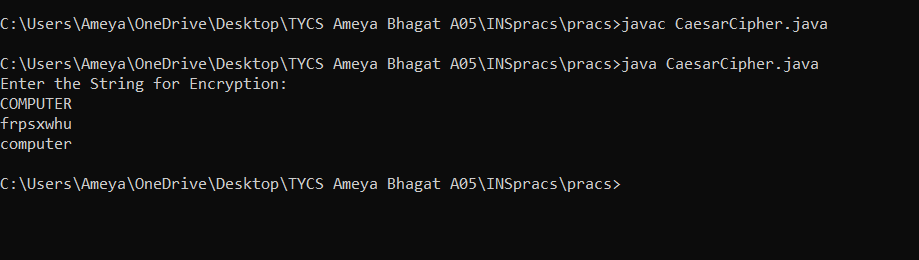 C:\Users\Ameya\OneDrive\Desktop\TYCS Ameya Bhagat A05\INSpracs\pracs>javac CaesarCipher.java
C:\Users\Ameya\OneDrive\Desktop\TYCS Ameya Bhagat A05\INSpracs\pracs>java CaesarCipher.java
Enter the String for Encryption:
COMPUTER
frpsxwhu
computer
C:\Users\Ameya\OneDrive\Desktop\TYCS Ameya Bhagat A05\INSpracs\pracs>